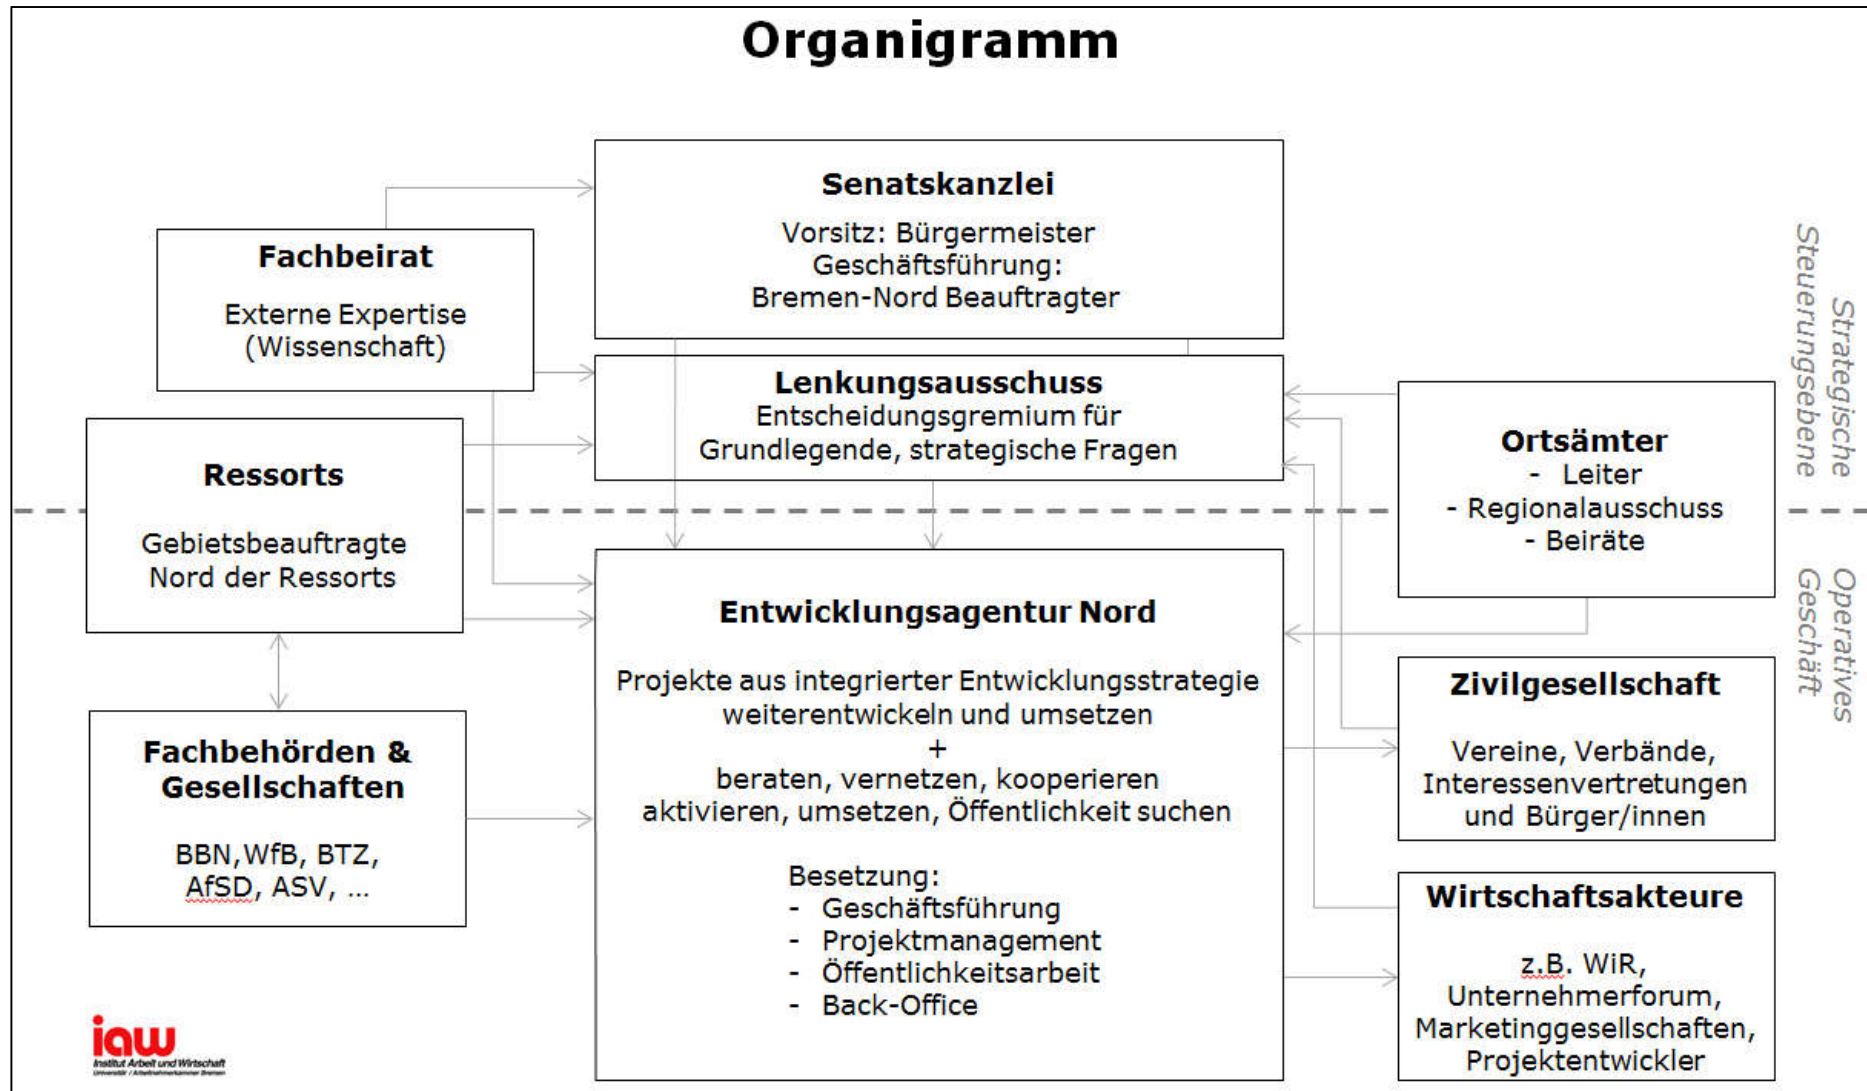 Organigramm
Senatskanzlei
Vorsitz: Bürgermeister
Geschäftsführung:
Bremen-Nord Beauftragter
Fachbeirat
Externe Expertise
(Wissenschaft)
Lenkungsausschuss
Entscheidungsgremium für
Grundlegende, strategische Fragen
Ressorts
Gebietsbeauftragte
Nord der Ressorts
Ortsämter
- Leiter
- Regionalausschuss
- Beiräte
Strategische
Steuerungsebene
Operatives
Geschäft
Entwicklungsagentur Nord
Projekte aus integrierter Entwicklungsstrategie
weiterentwickeln und umsetzen
+
beraten, vernetzen, kooperieren
aktivieren, umsetzen, Öffentlichkeit suchen
Besetzung:
- Geschäftsführung
- Projektmanagement
- Öffentlichkeitsarbeit
- Back-Office
Fachbehörden &
Gesellschaften
BBN,WfB, BTZ,
AfSD, ASV, ...
Zivilgesellschaft
Vereine, Verbände,
Interessenvertretungen
und Bürger/innen
Wirtschaftsakteure
z.B. WiR,
Unternehmerforum,
Marketinggesellschaften,
Projektentwickler
iaw
Institut Arbeit und Wirtschaft
Universität / Arbeitnehmerkammer Bremen